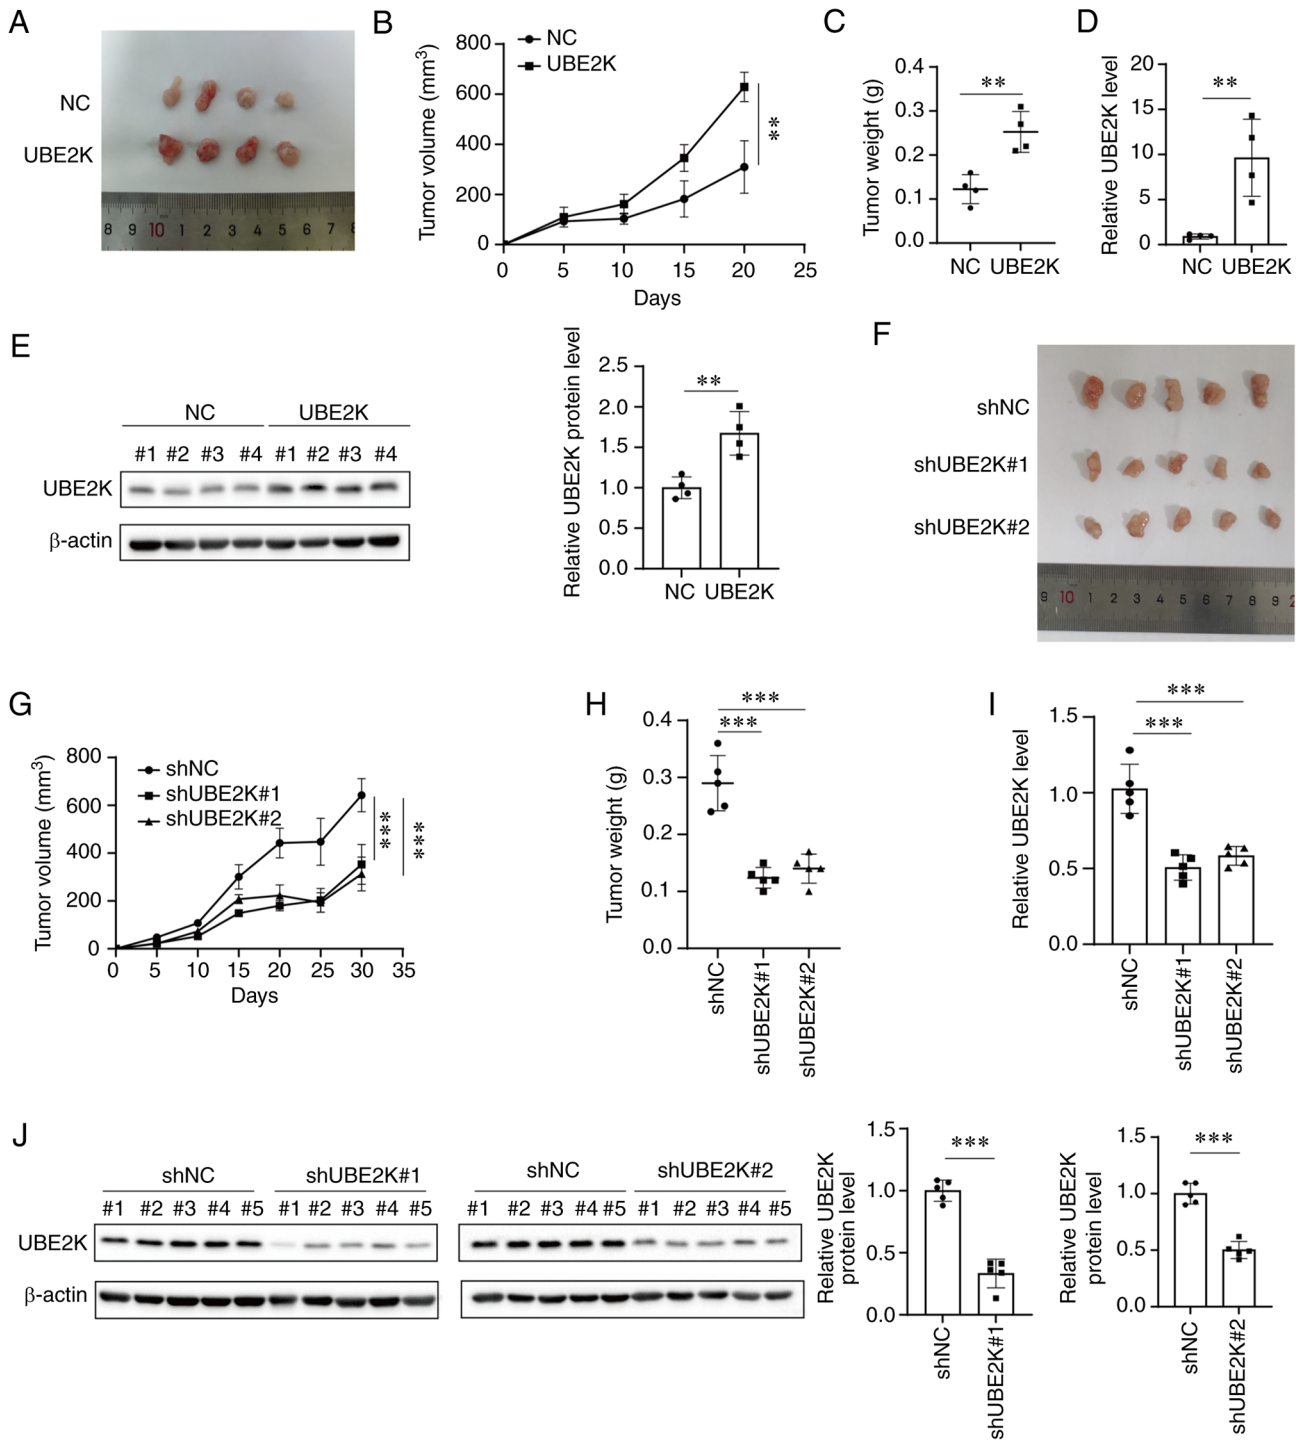 A
NC
UBE2K
8 9 10 1 2 3 4 5 6 7 8
B
Tumor volume (mm3)
800
600
400
200
0
0 5 10 15 20 25
Days
NC
UBE2K
**
C
Tumor weight (g)
0.4
0.3
0.2
0.1
0.0
**
NC UBE2K
D
Relative UBE2K level
20
15
10
5
0
**
NC UBE2K
E
NC UBE2K
#1 #2 #3 #4 #1 #2 #3 #4
UBE2K
β-actin
Relative UBE2K protein level
2.5
2.0
1.5
1.0
0.5
0.0
**
NC UBE2K
F
shNC
shUBE2K#1
shUBE2K#2
9 10 1 2 3 4 5 6 7 8 9 2
G
Tumor volume (mm3)
800
600
400
200
0
0 5 10 15 20 25 30 35
Days
shNC
shUBE2K#1
shUBE2K#2
***
***
H
Tumor weight (g)
0.4
0.3
0.2
0.1
0.0
***
***
shNC
shUBE2K#1
shUBE2K#2
I
Relative UBE2K level
1.5
1.0
0.5
0.0
***
***
shNC
shUBE2K#1
shUBE2K#2
J
shNC shUBE2K#1
#1 #2 #3 #4 #5 #1 #2 #3 #4 #5
UBE2K
β-actin
shNC shUBE2K#2
#1 #2 #3 #4 #5 #1 #2 #3 #4 #5
Relative UBE2K
protein level
1.5
1.0
0.5
0.0
***
shNC
shUBE2K#1
Relative UBE2K
protein level
1.5
1.0
0.5
0.0
***
shNC
shUBE2K#2